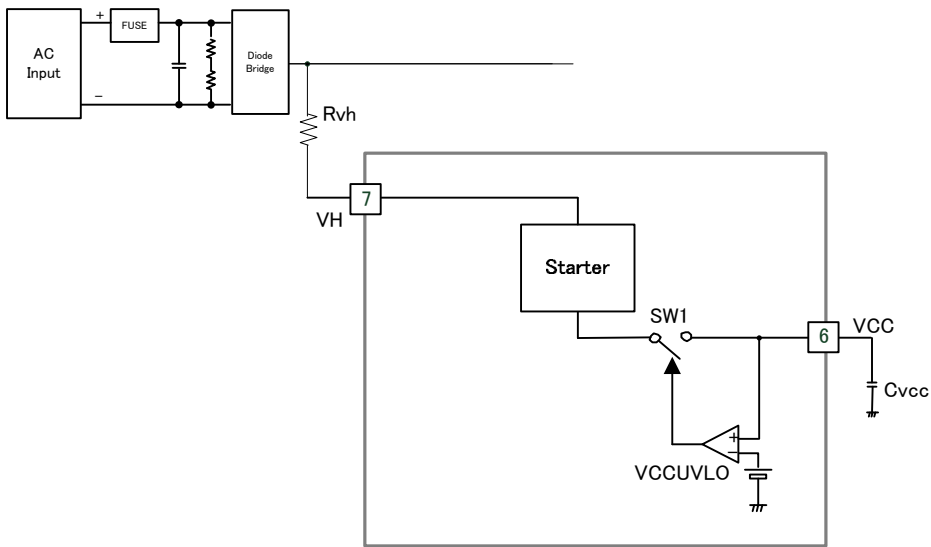 +
FUSE
AC
Input
Diode
Bridge
−
Rvh
7
VH
Starter
SW1
6
VCC
Cvcc
+
−
VCCUVLO